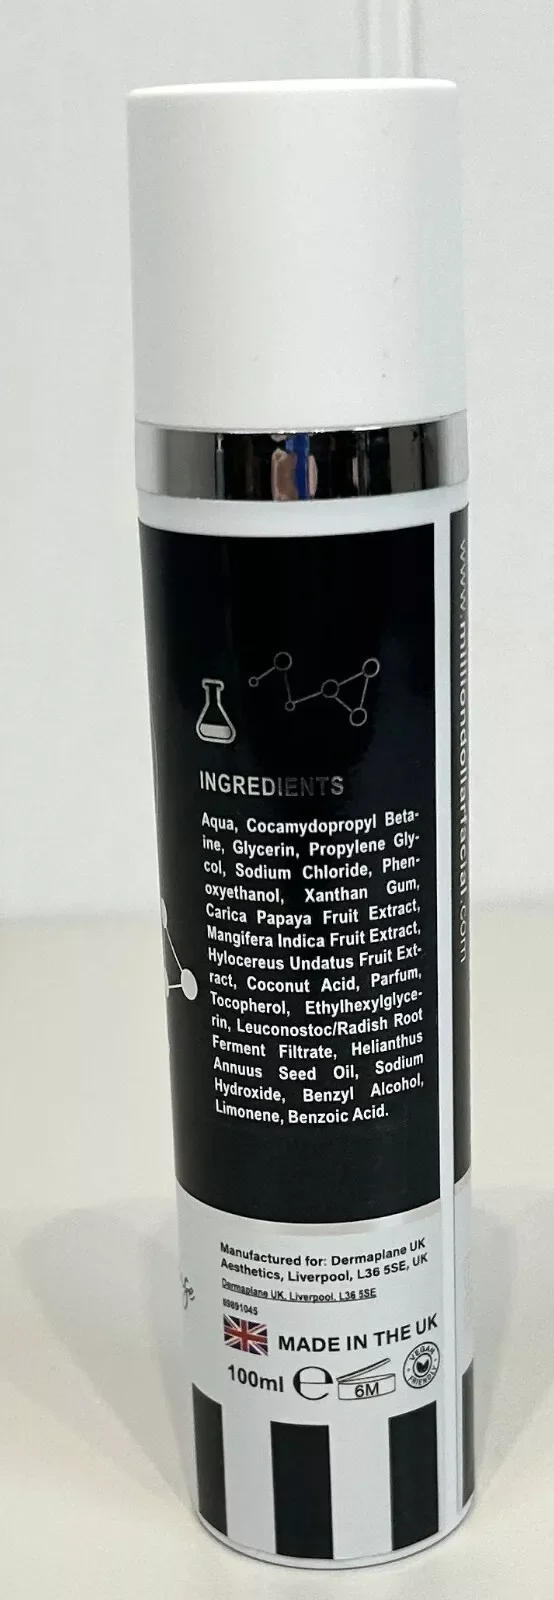 INGREDIENTS
Aqua, Cocamydopropyl Beta-
ine, Glycerin, Propylene Gly-
col, Sodium Chloride, Phen-
oxyethanol, Xanthan Gum,
Carica Papaya Fruit Extract,
Mangifera Indica Fruit Extract,
Hylocereus Undatus Fruit Ext-
ract, Coconut Acid, Parfum,
Tocopherol, Ethylhexylglyce-
rin, Leuconostoc/Radish Root
Ferment Filtrate, Helianthus
Annuus Seed Oil, Sodium
Hydroxide, Benzyl Alcohol,
Limonene, Benzoic Acid.
www.milliondollarfacial.com
Manufactured for: Dermaplane UK
Aesthetics, Liverpool, L36 5SE, UK
Dermaplane UK, Liverpool, L36 5SE
69891045
MADE IN THE UK
100ml e 6M VEGAN FRIENDLY